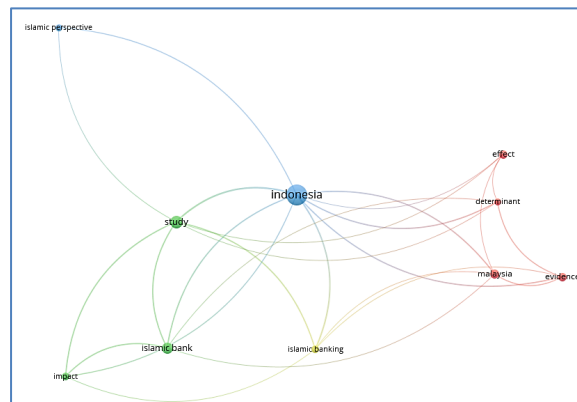 islamic perspective
effect
indonesia
determinant
study
malaysia
evidence
islamic bank
islamic banking
impact